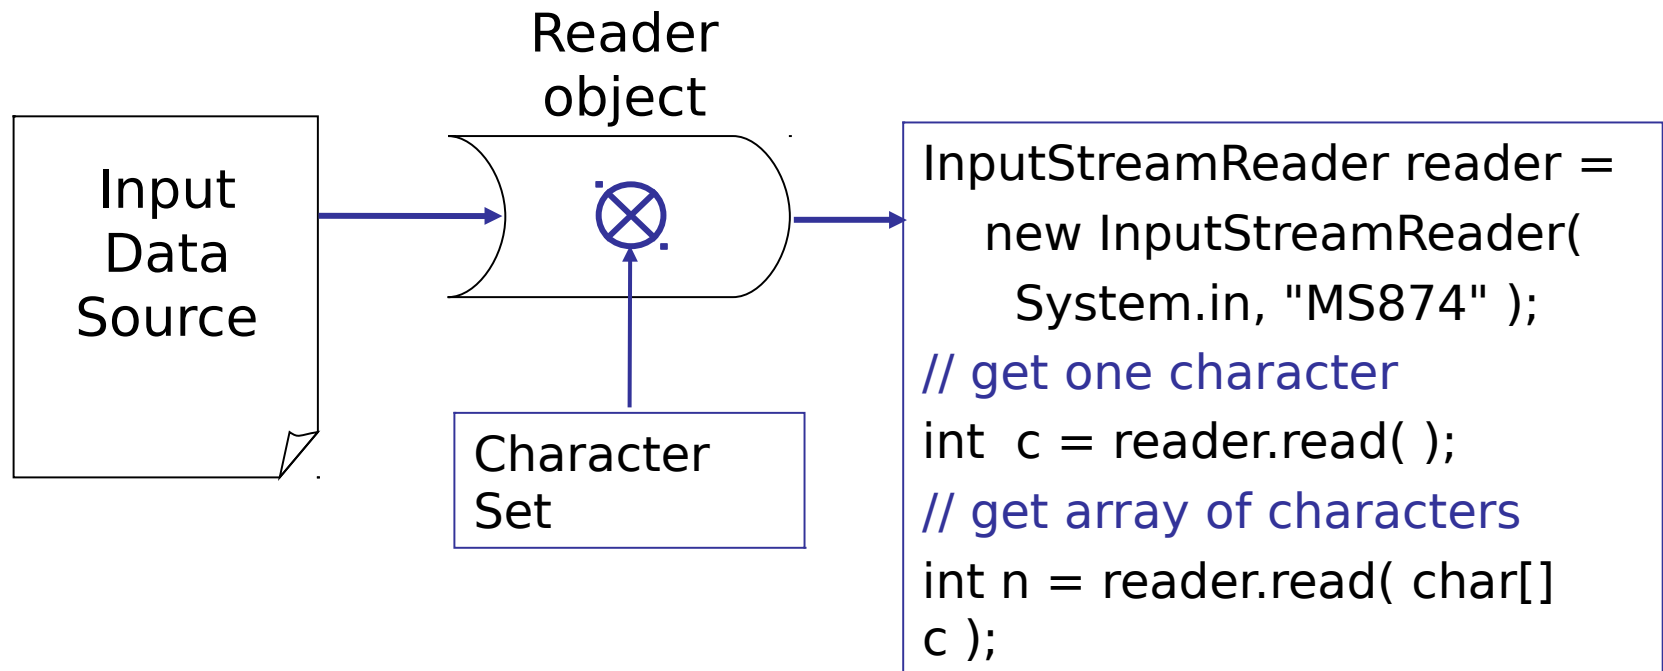 Reader
object
Input
Data
Source
Character
Set
InputStreamReader reader =
new InputStreamReader(
System.in, "MS874" );
// get one character
int  c = reader.read( );
// get array of characters
int n = reader.read( char[]
c );